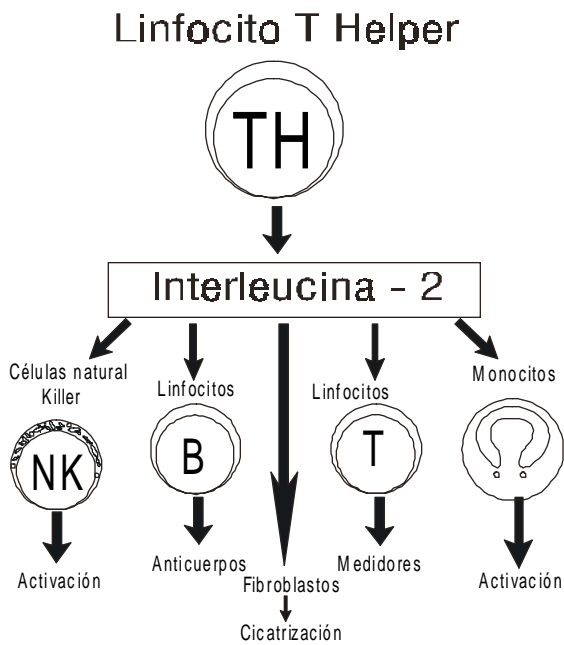 Linfocito T Helper
TH
Interleucina - 2
Células natural
Killer
Linfocitos
Linfocitos
Monocitos
NK
B
T
Activación
Anticuerpos
Fibroblastos
Medidores
Activación
Cicatrización